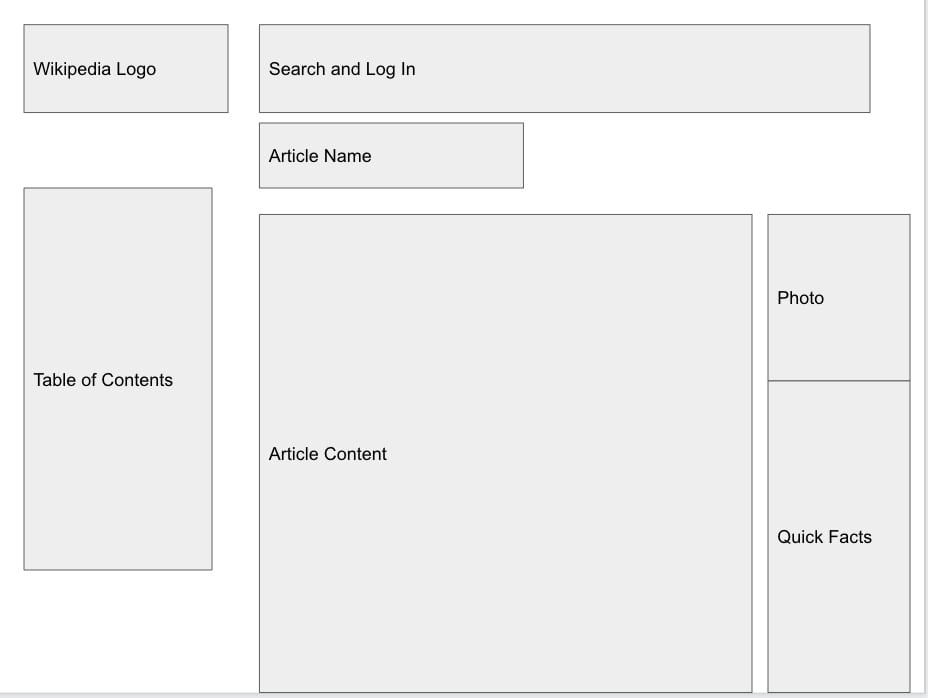 Wikipedia Logo
Search and Log In
Article Name
Table of Contents
Article Content
Photo
Quick Facts